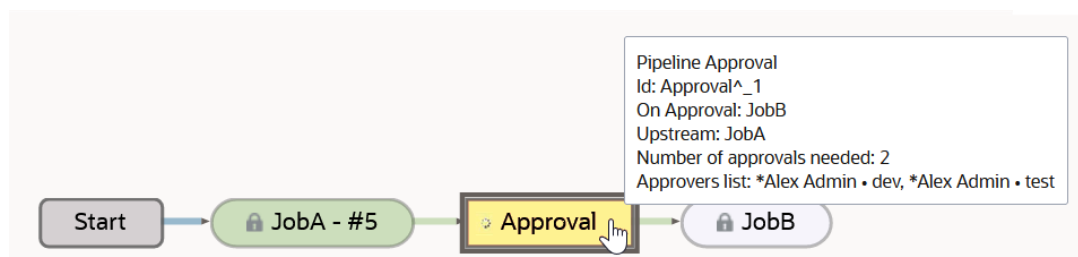 Pipeline Approval
Id: Approval^_1
On Approval: JobB
Upstream: JobA
Number of approvals needed: 2
Approvers list: *Alex Admin • dev, *Alex Admin • test
Start
JobA - #5
Approval
JobB